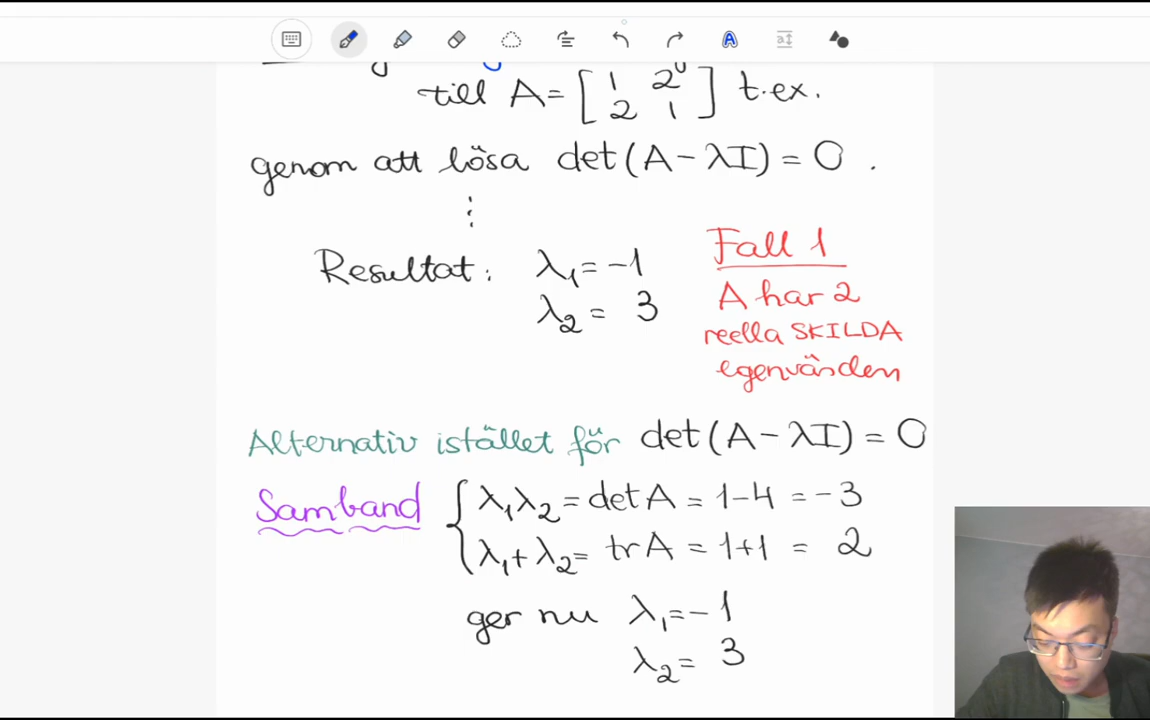 till A = [1 2
2 1] t.ex.
genom att lösa det(A - λI) = 0 .
⋮
Resultat: λ₁ = -1
λ₂ = 3
Fall 1
A har 2
reella SKILDA
egenvärden
Alternativ istället för det(A - λI) = 0
Samband { λ₁λ₂ = det A = 1-4 = -3
λ₁ + λ₂ = tr A = 1+1 = 2
ger nu λ₁ = -1
λ₂ = 3